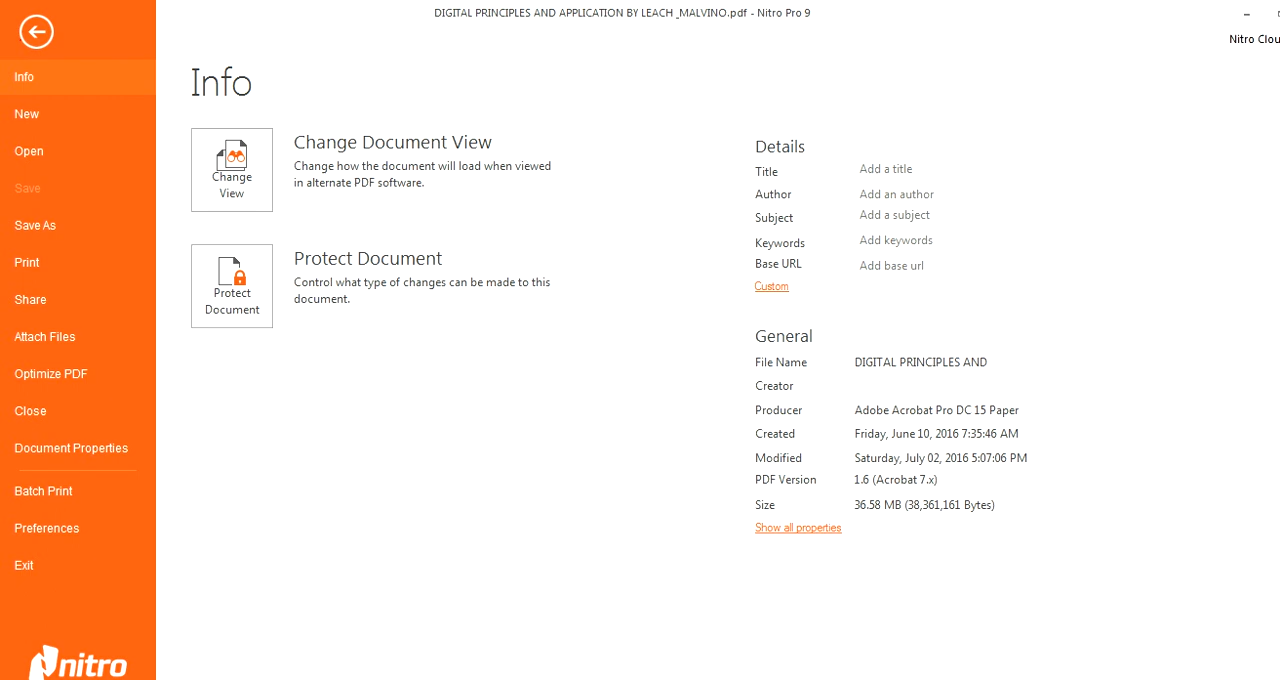 DIGITAL PRINCIPLES AND APPLICATION BY LEACH _MALVINO.pdf - Nitro Pro 9
Nitro Clou
Info
New
Open
Save
Save As
Print
Share
Attach Files
Optimize PDF
Close
Document Properties
Batch Print
Preferences
Exit
nitro
Info
Change
View
Change Document View
Change how the document will load when viewed
in alternate PDF software.
Protect
Document
Protect Document
Control what type of changes can be made to this
document.
Details
Title Add a title
Author Add an author
Subject Add a subject
Keywords Add keywords
Base URL Add base url
Custom
General
File Name DIGITAL PRINCIPLES AND
Creator
Producer Adobe Acrobat Pro DC 15 Paper
Created Friday, June 10, 2016 7:35:46 AM
Modified Saturday, July 02, 2016 5:07:06 PM
PDF Version 1.6 (Acrobat 7.x)
Size 36.58 MB (38,361,161 Bytes)
Show all properties